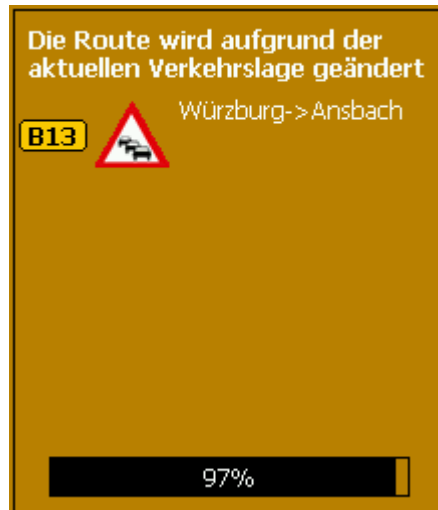 Die Route wird aufgrund der
aktuellen Verkehrslage geändert
Würzburg->Ansbach
B13
97%